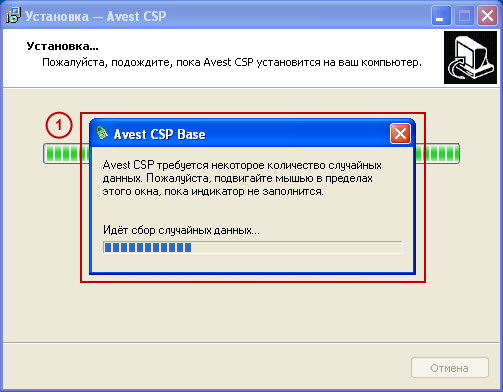 Установка — Avest CSP
Установка...
Пожалуйста, подождите, пока Avest CSP установится на ваш компьютер.
1
Avest CSP Base
Avest CSP требуется некоторое количество случайных
данных. Пожалуйста, подвигайте мышью в пределах
этого окна, пока индикатор не заполнится.
Идёт сбор случайных данных...
Отмена